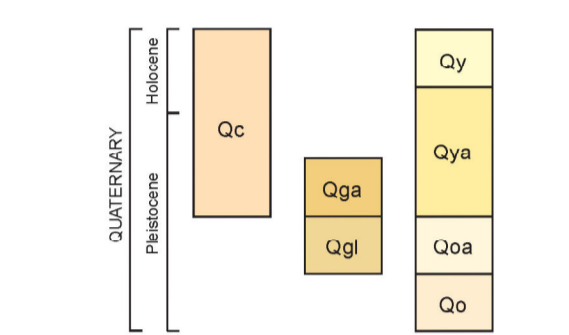 QUATERNARY
Holocene
Pleistocene
Qc
Qga
Qgl
Qy
Qya
Qoa
Qo